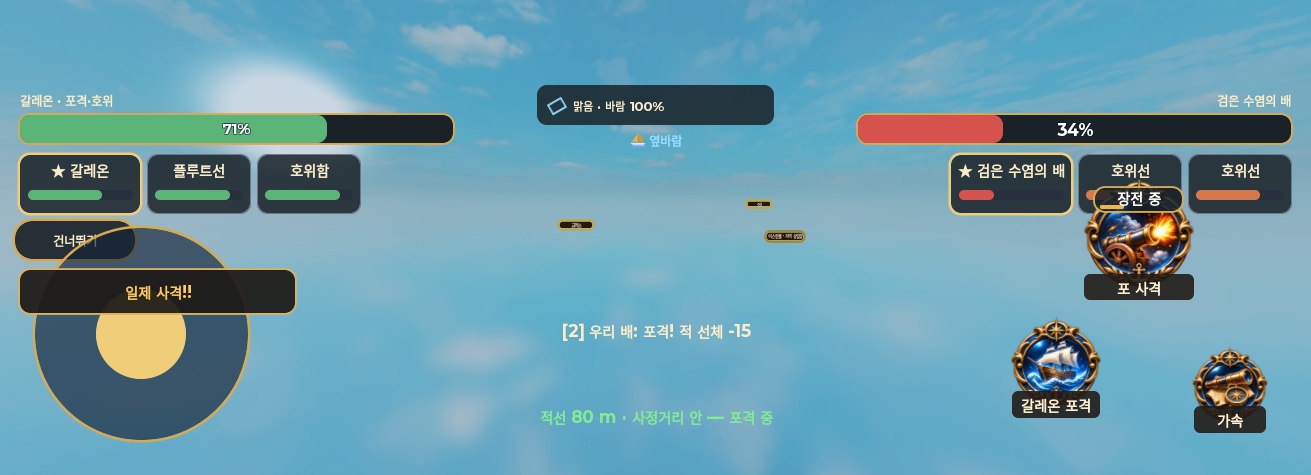 갈레온 · 포격·호위
71%
★ 갈레온
플루트선
호위함
건너뛰기
일제 사격!!
맑음 · 바람 100%
옆바람
검은 수염의 배
34%
★ 검은 수염의 배
호위선
호위선
장전 중
포 사격
[2] 우리 배: 포격! 적 선체 -15
적선 80 m · 사정거리 안 — 포격 중
갈레온 포격
가속